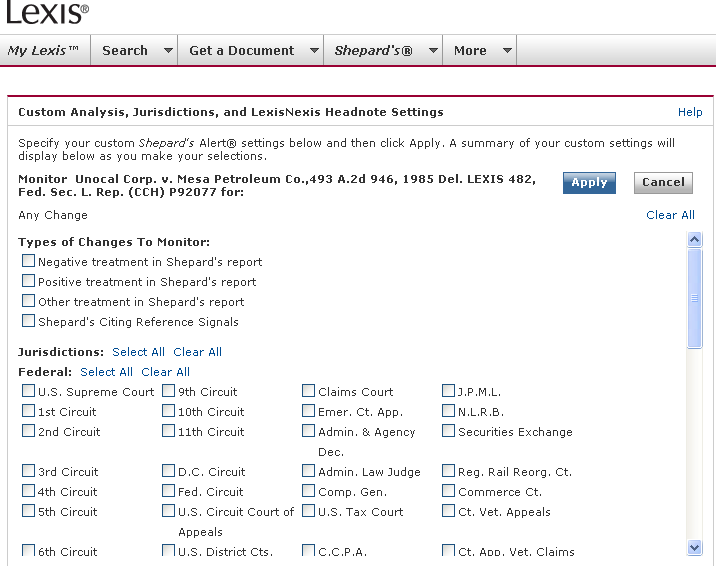 Lexis®
My Lexis™ Search Get a Document Shepard's® More
Custom Analysis, Jurisdictions, and LexisNexis Headnote Settings Help
Specify your custom Shepard's Alert® settings below and then click Apply. A summary of your custom settings will
display below as you make your selections.
Monitor Unocal Corp. v. Mesa Petroleum Co.,493 A.2d 946, 1985 Del. LEXIS 482, Apply Cancel
Fed. Sec. L. Rep. (CCH) P92077 for:
Any Change Clear All
Types of Changes To Monitor:
Negative treatment in Shepard's report
Positive treatment in Shepard's report
Other treatment in Shepard's report
Shepard's Citing Reference Signals
Jurisdictions: Select All Clear All
Federal: Select All Clear All
U.S. Supreme Court 9th Circuit Claims Court J.P.M.L.
1st Circuit 10th Circuit Emer. Ct. App. N.L.R.B.
2nd Circuit 11th Circuit Admin. & Agency Securities Exchange
Dec.
3rd Circuit D.C. Circuit Admin. Law Judge Reg. Rail Reorg. Ct.
4th Circuit Fed. Circuit Comp. Gen. Commerce Ct.
5th Circuit U.S. Circuit Court of U.S. Tax Court Ct. Vet. Appeals
Appeals
6th Circuit U.S. District Cts. C.C.P.A. Ct. App. Vet. Claims